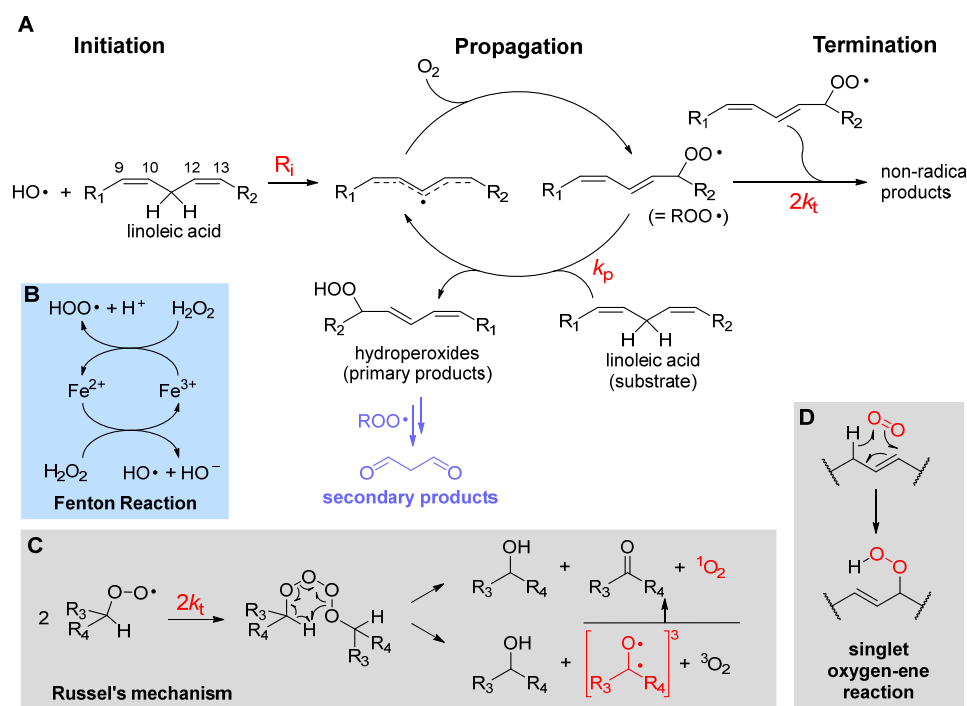 A
Initiation
Propagation
Termination
O2
OO•
R1
R2
9 10 12 13
HO• +
R1
R2
H H
linoleic acid
Ri
R1
R2
•
OO•
R1
R2
(= ROO•)
2kt
non-radica
products
kp
HOO
R2
R1
hydroperoxides
(primary products)
R1
R2
H H
linoleic acid
(substrate)
ROO•
O O
secondary products
B
HOO• + H+
H2O2
Fe2+
Fe3+
H2O2
HO• + HO−
Fenton Reaction
C
2
O-O•
R3
R4
H
2kt
O O O
O
R3
R4
H
H
R4
R3
OH
R3 R4
+
O
R3 R4
+ 1O2
OH
R3 R4
+
[O• • R3 R4]3
+ 3O2
Russel's mechanism
D
O=O
H
H O
O
singlet
oxygen-ene
reaction